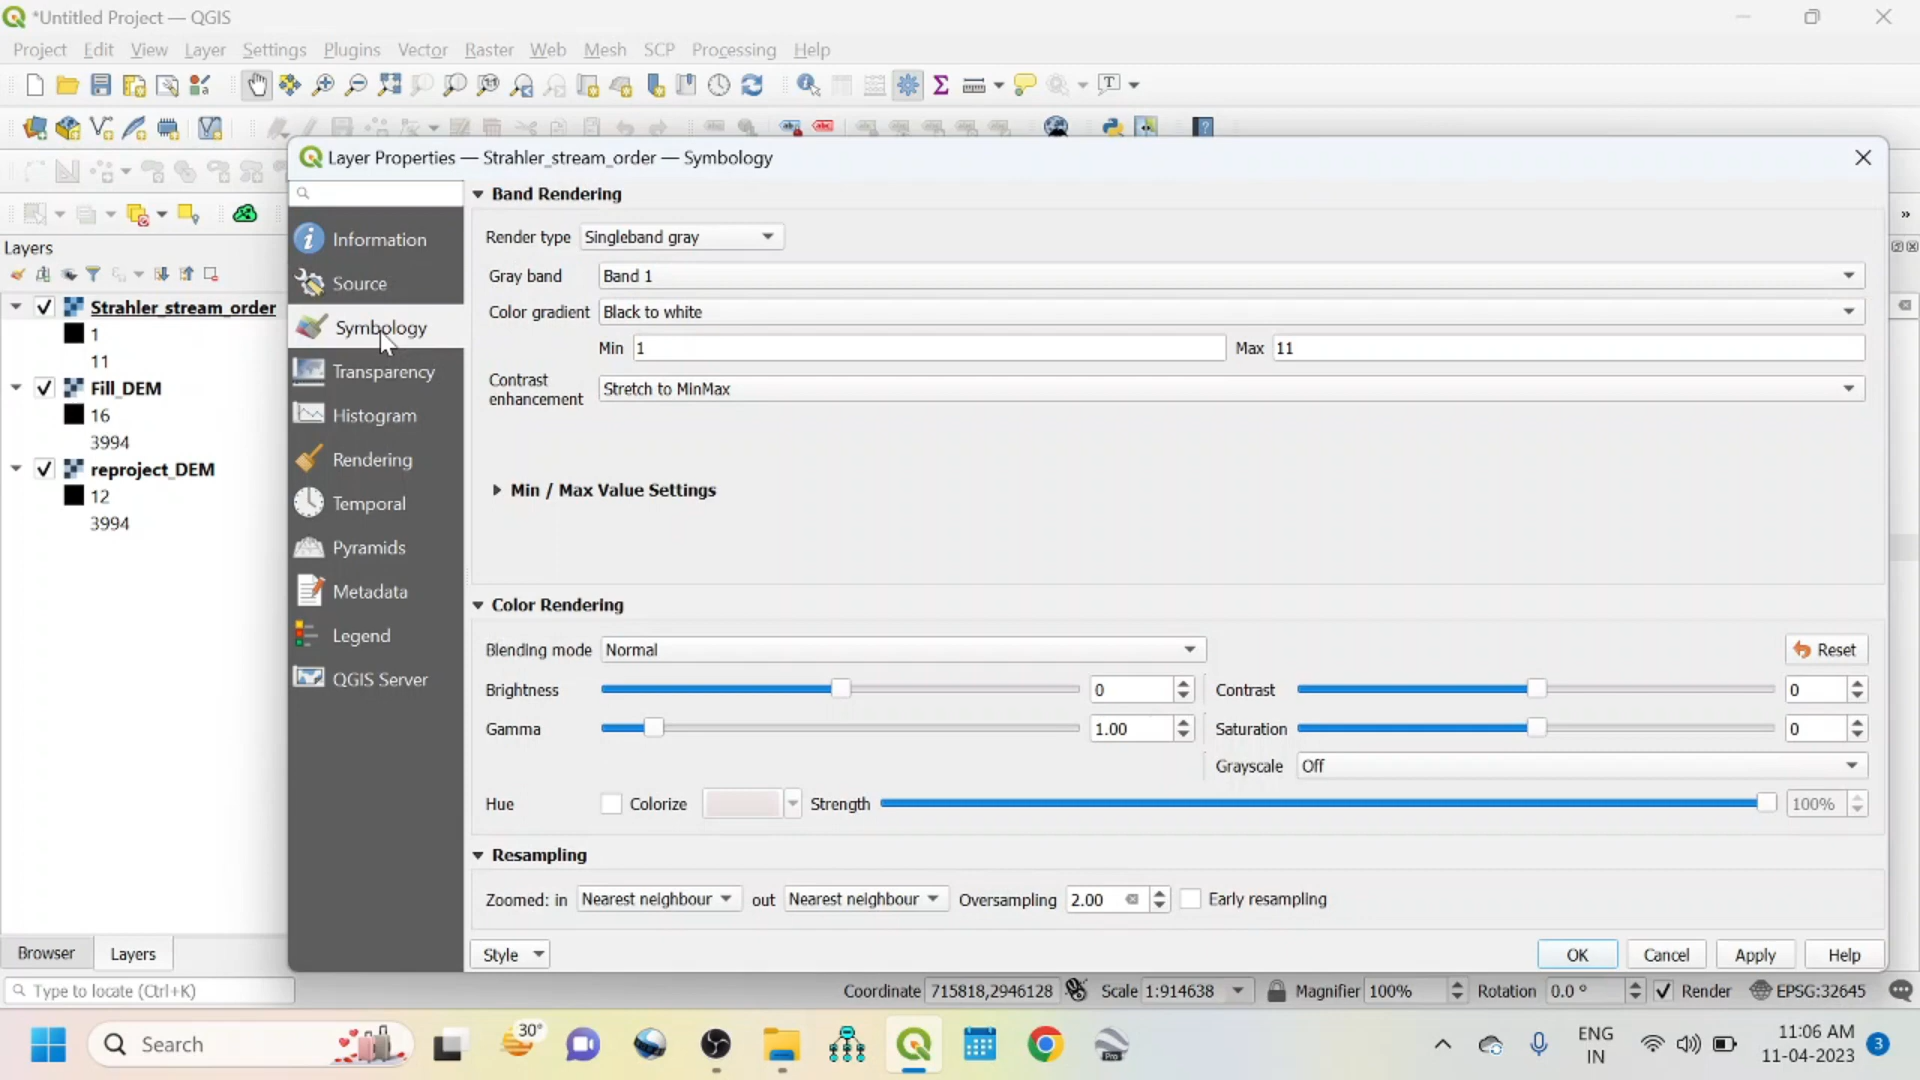 *Untitled Project — QGIS
Project Edit View Layer Settings Plugins Vector Raster Web Mesh SCP Processing Help
Layer Properties — Strahler_stream_order — Symbology
Layers
Strahler_stream_order
1
11
Fill_DEM
16
3994
reproject_DEM
12
3994
Information
Source
Symbology
Transparency
Histogram
Rendering
Temporal
Pyramids
Metadata
Legend
QGIS Server
Band Rendering
Render type Singleband gray
Gray band Band 1
Color gradient Black to white
Min 1 Max 11
Contrast
enhancement Stretch to MinMax
Min / Max Value Settings
Color Rendering
Blending mode Normal Reset
Brightness 0 Contrast 0
Gamma 1.00 Saturation 0
Grayscale Off
Hue Colorize Strength 100%
Resampling
Zoomed: in Nearest neighbour out Nearest neighbour Oversampling 2.00 Early resampling
Style OK Cancel Apply Help
Browser Layers
Type to locate (Ctrl+K) Coordinate 715818,2946128 Scale 1:914638 Magnifier 100% Rotation 0.0 ° Render EPSG:32645
Search 30° Pro ENG
IN
11:06 AM
11-04-2023 3